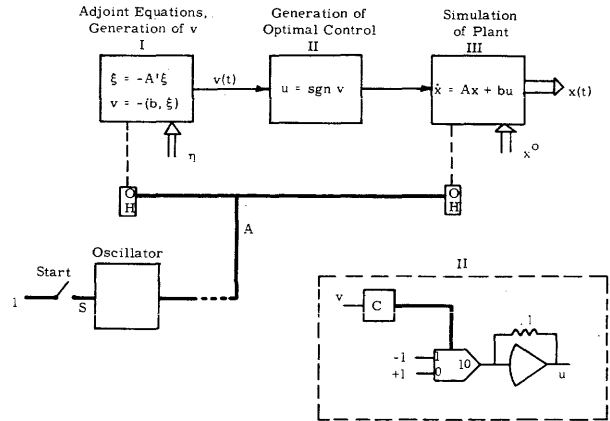 Adjoint Equations,
Generation of v
I
Generation of
Optimal Control
II
Simulation
of Plant
III
ξ = -A'ξ
v = -(b, ξ)
v(t)
u = sgn v
ẋ = Ax + bu
x(t)
η
x°
O
H
O
H
A
Oscillator
Start
1
S
II
v
C
.1
-1
+1
1
0
10
u